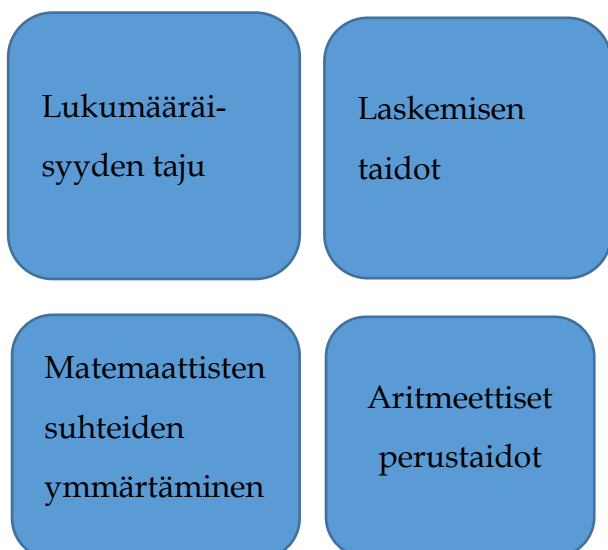 Lukumääräi-
syyden taju
Laskemisen
taidot
Matemaattisten
suhteiden
ymmärtäminen
Aritmeettiset
perustaidot